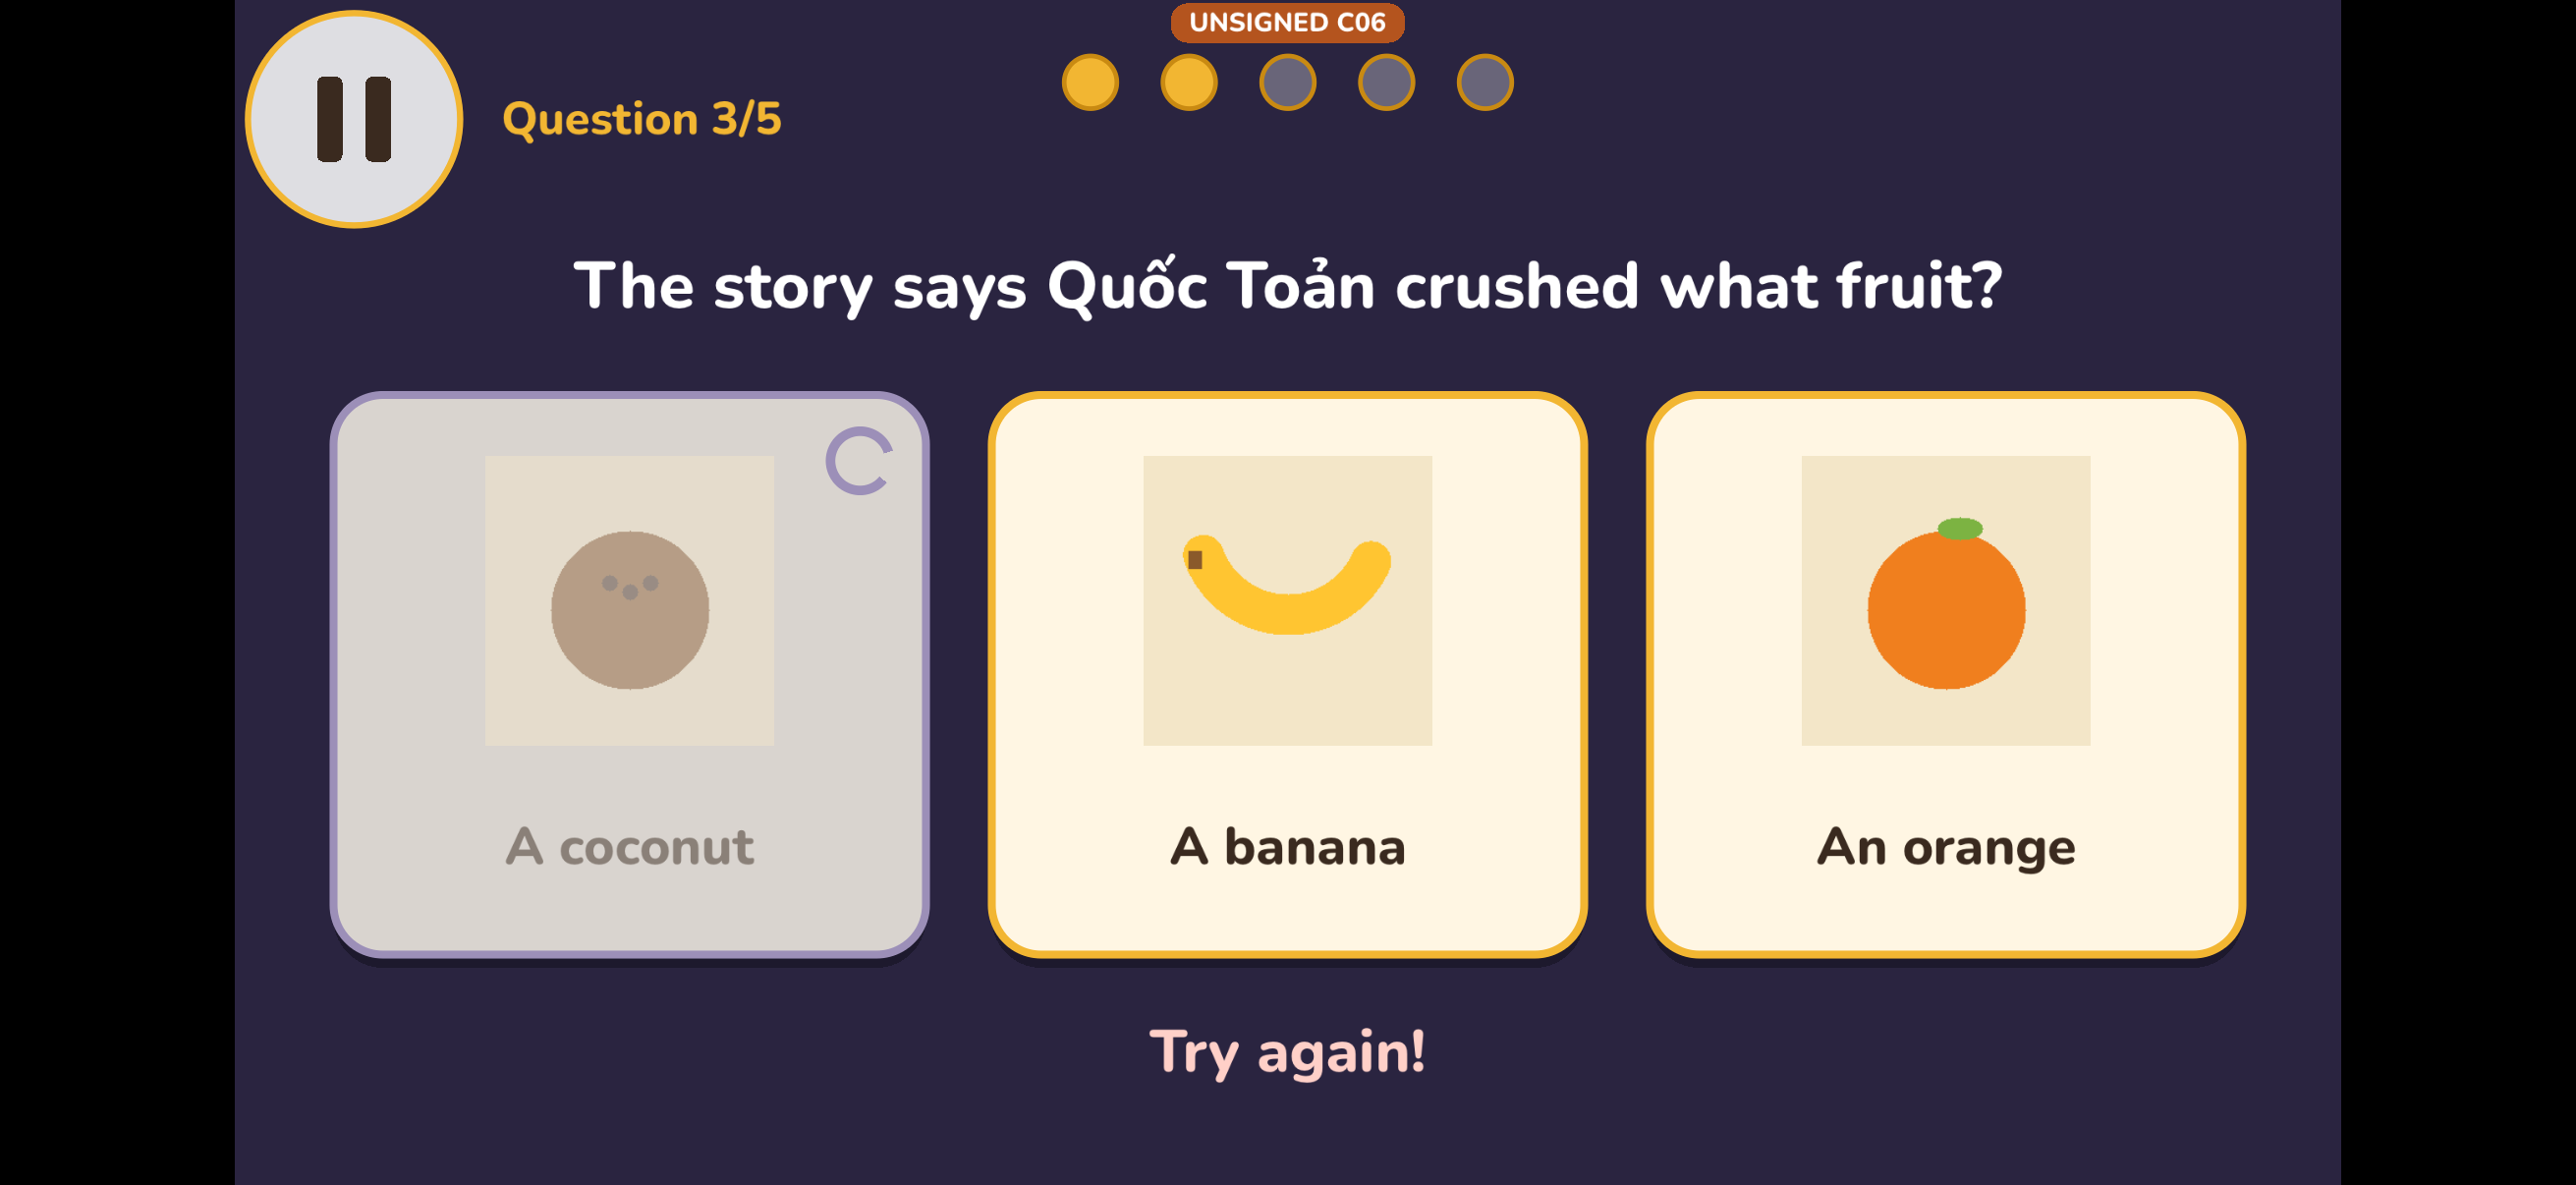 UNSIGNED C06
Question 3/5
The story says Quốc Toản crushed what fruit?
A coconut
A banana
An orange
Try again!